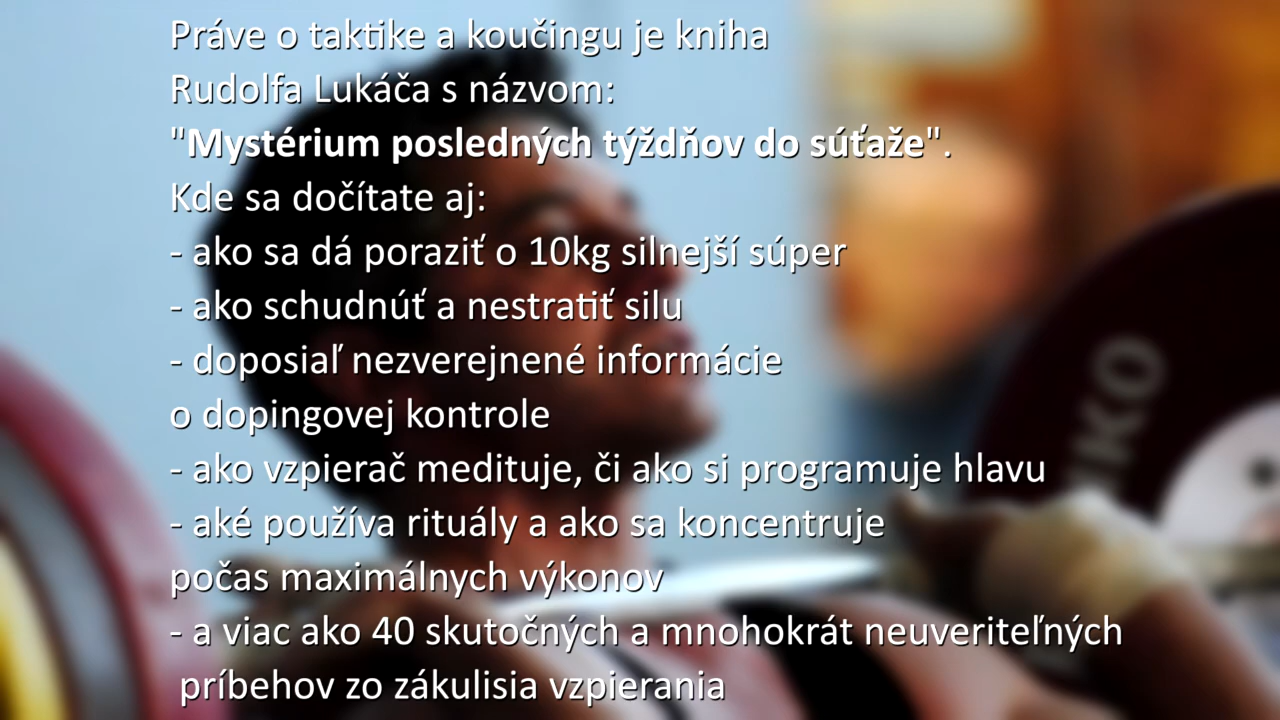 Práve o taktike a koučingu je kniha
Rudolfa Lukáča s názvom:
"Mystérium posledných týždňov do súťaže".
Kde sa dočítate aj:
- ako sa dá poraziť o 10kg silnejší súper
- ako schudnúť a nestratiť silu
- doposiaľ nezverejnené informácie
o dopingovej kontrole
- ako vzpierač medituje, či ako si programuje hlavu
- aké používa rituály a ako sa koncentruje
počas maximálnych výkonov
- a viac ako 40 skutočných a mnohokrát neuveriteľných
príbehov zo zákulisia vzpierania